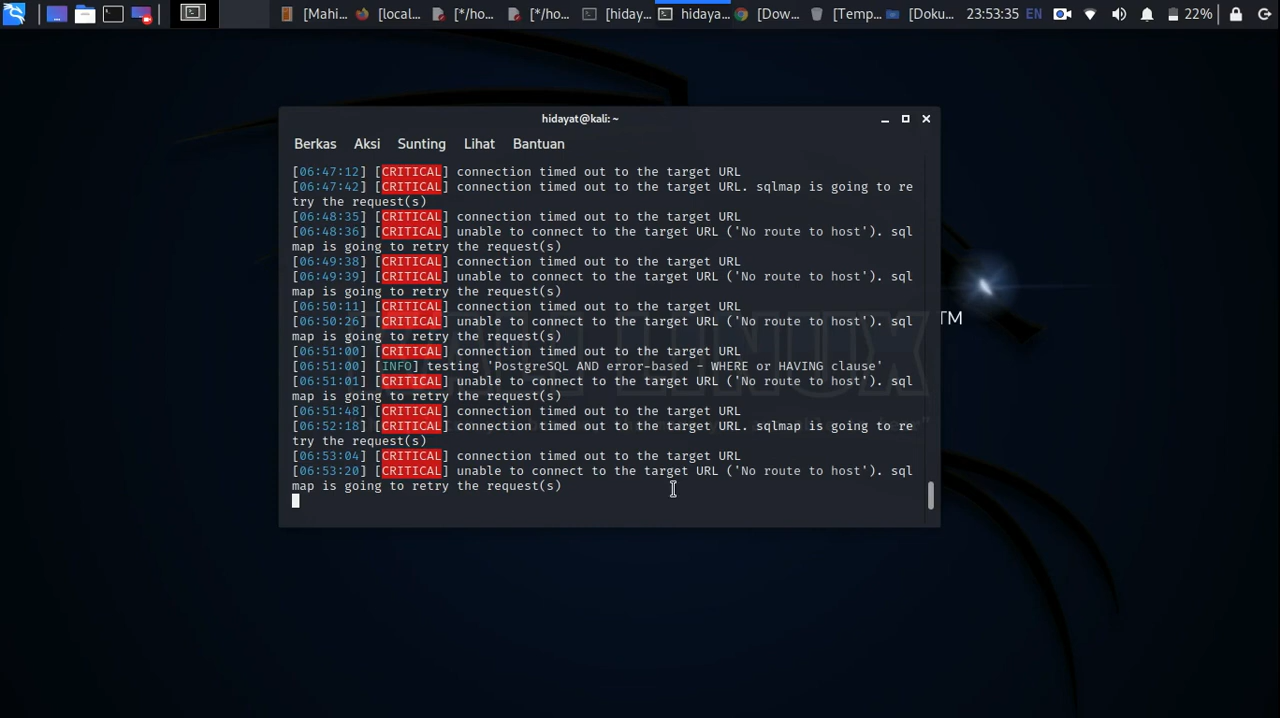 [Mahi...
[local...
[*/ho...
[*/ho...
[hiday...
hidaya...
[Dow...
[Temp...
[Doku...
23:53:35
EN
22%
hidayat@kali: ~
Berkas Aksi Sunting Lihat Bantuan
[06:47:12] [CRITICAL] connection timed out to the target URL
[06:47:42] [CRITICAL] connection timed out to the target URL. sqlmap is going to re
try the request(s)
[06:48:35] [CRITICAL] connection timed out to the target URL
[06:48:36] [CRITICAL] unable to connect to the target URL ('No route to host'). sql
map is going to retry the request(s)
[06:49:38] [CRITICAL] connection timed out to the target URL
[06:49:39] [CRITICAL] unable to connect to the target URL ('No route to host'). sql
map is going to retry the request(s)
[06:50:11] [CRITICAL] connection timed out to the target URL
[06:50:26] [CRITICAL] unable to connect to the target URL ('No route to host'). sql
map is going to retry the request(s)
[06:51:00] [CRITICAL] connection timed out to the target URL
[06:51:00] [INFO] testing 'PostgreSQL AND error-based - WHERE or HAVING clause'
[06:51:01] [CRITICAL] unable to connect to the target URL ('No route to host'). sql
map is going to retry the request(s)
[06:51:48] [CRITICAL] connection timed out to the target URL
[06:52:18] [CRITICAL] connection timed out to the target URL. sqlmap is going to re
try the request(s)
[06:53:04] [CRITICAL] connection timed out to the target URL
[06:53:20] [CRITICAL] unable to connect to the target URL ('No route to host'). sql
map is going to retry the request(s)
KALI LINUX
TM